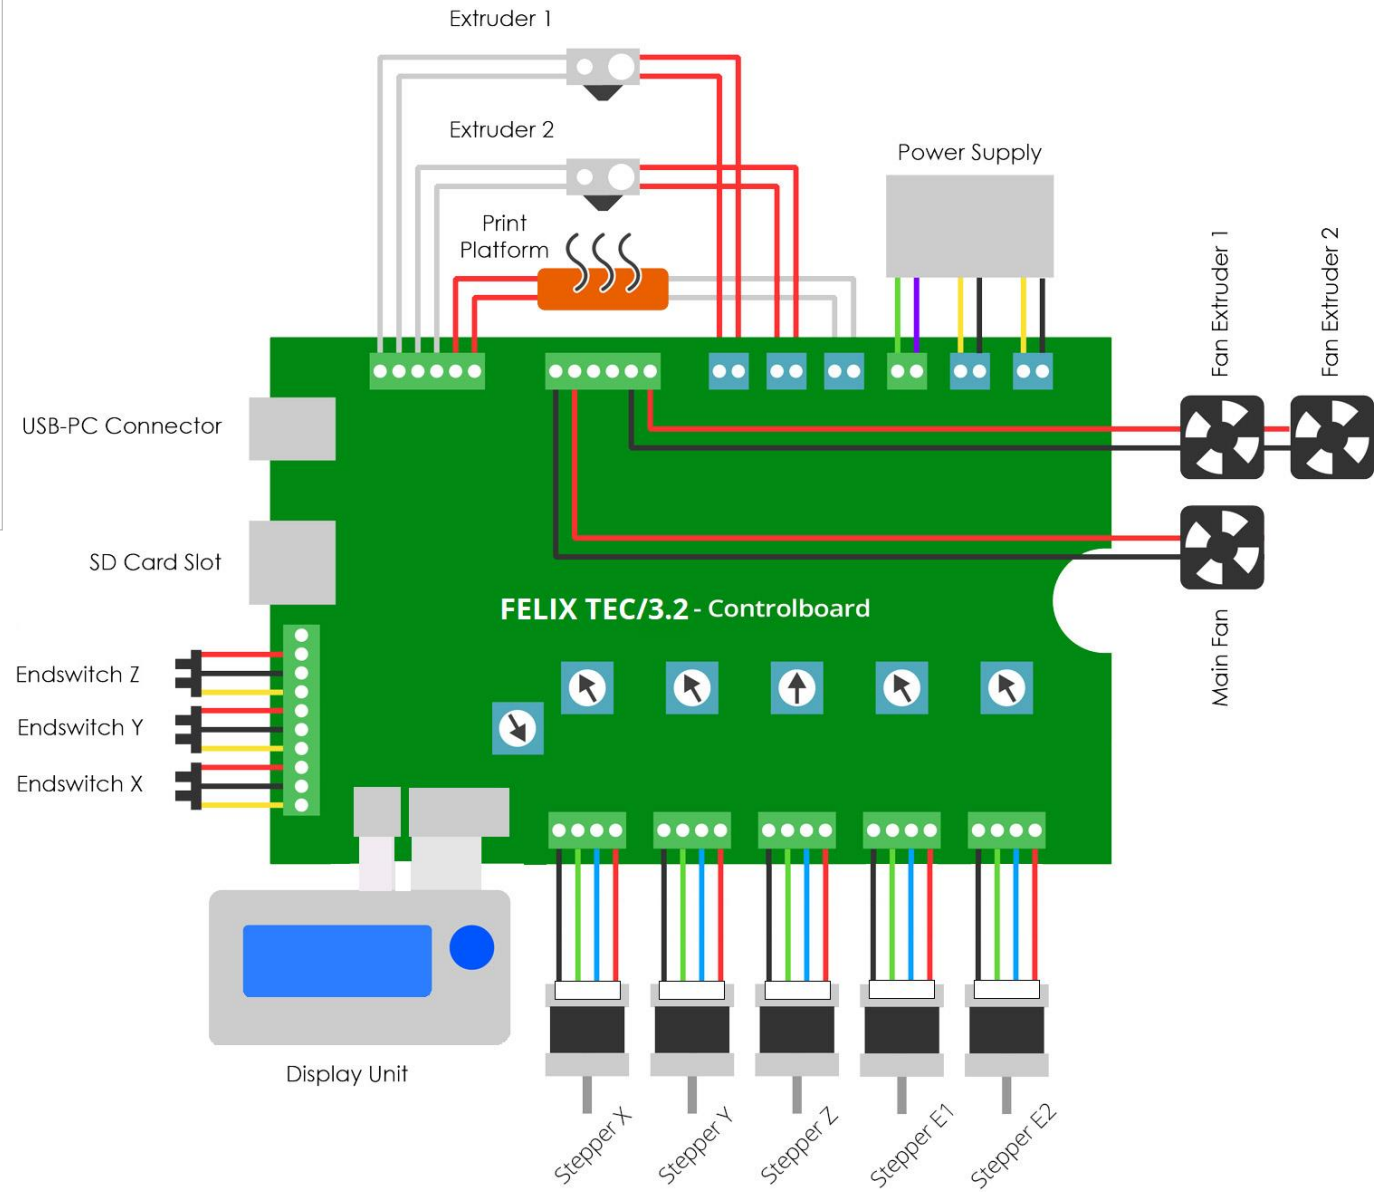 Extruder 1
Extruder 2
Print
Platform
Power Supply
Fan Extruder 1
Fan Extruder 2
USB-PC Connector
SD Card Slot
FELIX TEC/3.2 - Controlboard
Main Fan
Endswitch Z
Endswitch Y
Endswitch X
Display Unit
Stepper X
Stepper Y
Stepper Z
Stepper E1
Stepper E2